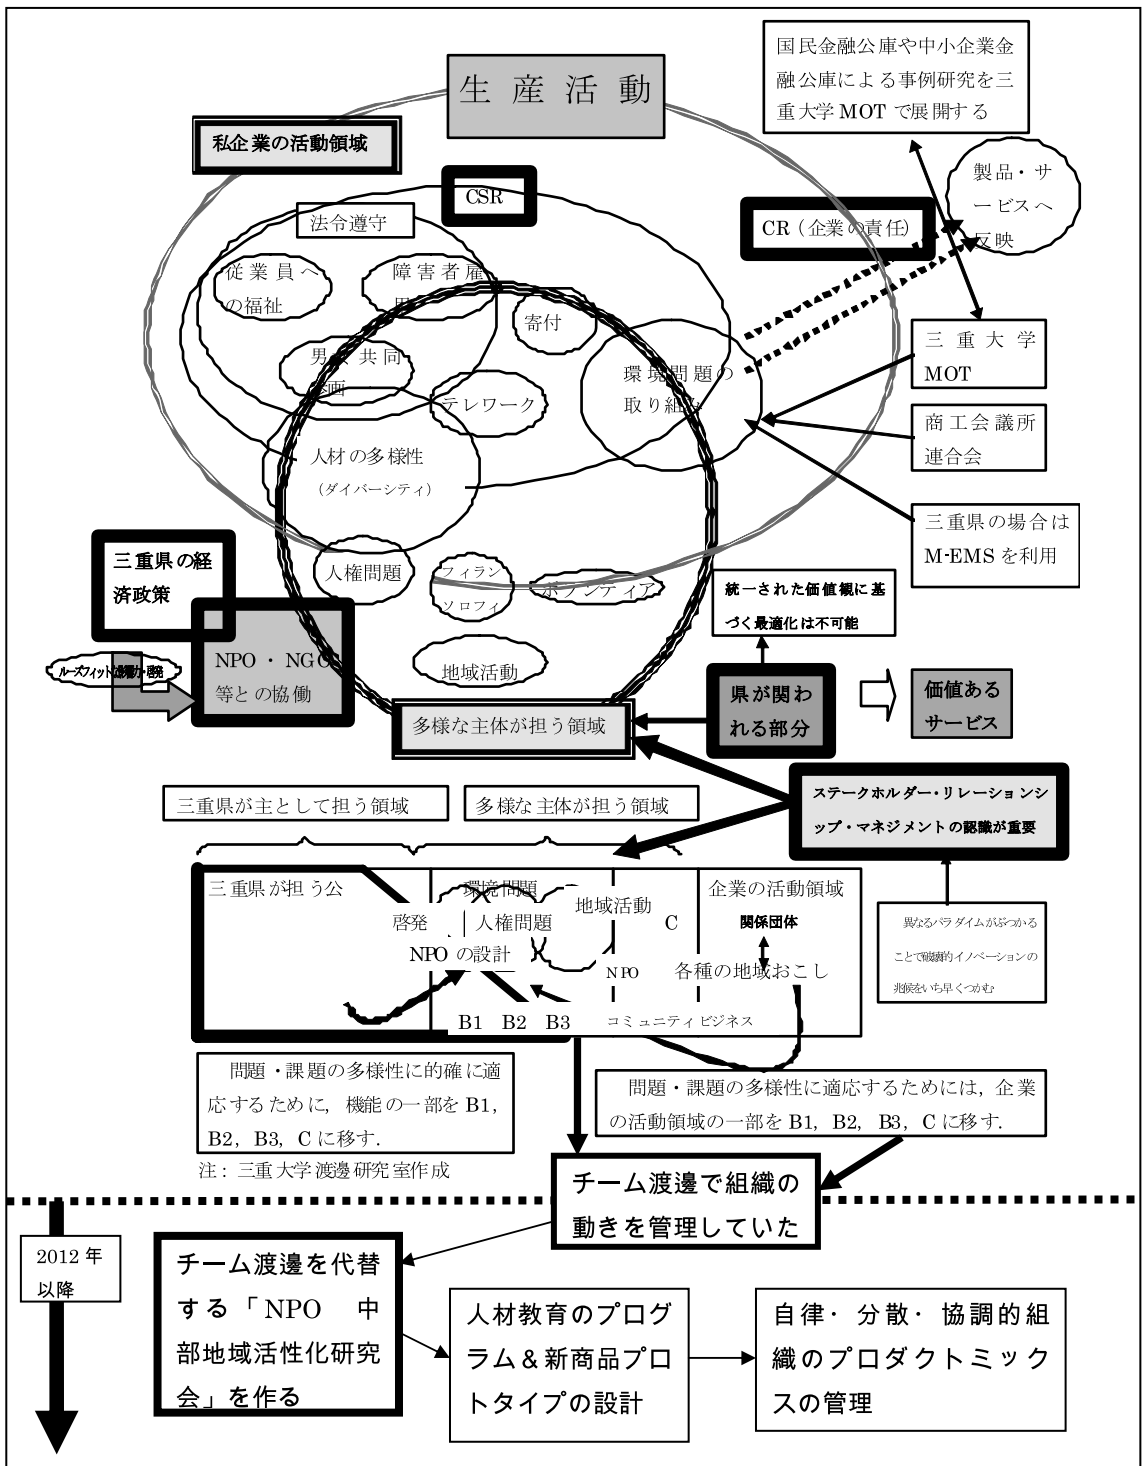 国民金融公庫や中小企業金
融公庫による事例研究を三
重大学 MOT で展開する
生 産 活 動
私企業の活動領域
CSR
製品・サ
ービスへ
反映
法令遵守
CR（企業の責任）
従業員へ
の福祉
障害者雇
寄付
三重大学
MOT
男女共同
参画
環境問題の
取り組み
テレワーク
商工会議所
連合会
人材の多様性
（ダイバーシティ）
三重県の場合は
M-EMS を利用
三重県の経
済政策
人権問題
フィラン
ソロフィ
ボランティア
統一された価値観に基
づく最適化は不可能
NPO・NGO
等との協働
地域活動
県が関わ
れる部分
価値ある
サービス
多様な主体が担う領域
ステークホルダー・リレーションシ
ップ・マネジメントの認識が重要
三重県が主として担う領域
多様な主体が担う領域
三重県が担う公
環境問題
企業の活動領域
地域活動
啓発
人権問題
C
関係団体
NPO の設計
NPO
各種の地域おこし
異なるパラダイムがぶつかる
ことで破壊的イノベーションの
兆候をいち早くつかむ
B1 B2 B3
コミュニティビジネス
問題・課題の多様性に的確に適
応するために，機能の一部を B1，
B2，B3，C に移す．
問題・課題の多様性に適応するためには，企業
の活動領域の一部を B1，B2，B3，C に移す．
注：三重大学渡邊研究室作成
チーム渡邊で組織の
動きを管理していた
2012 年
以降
チーム渡邊を代替
する「NPO 中
部地域活性化研究
会」を作る
人材教育のプログ
ラム＆新商品プロ
トタイプの設計
自律・分散・協調的組
織のプロダクトミック
スの管理